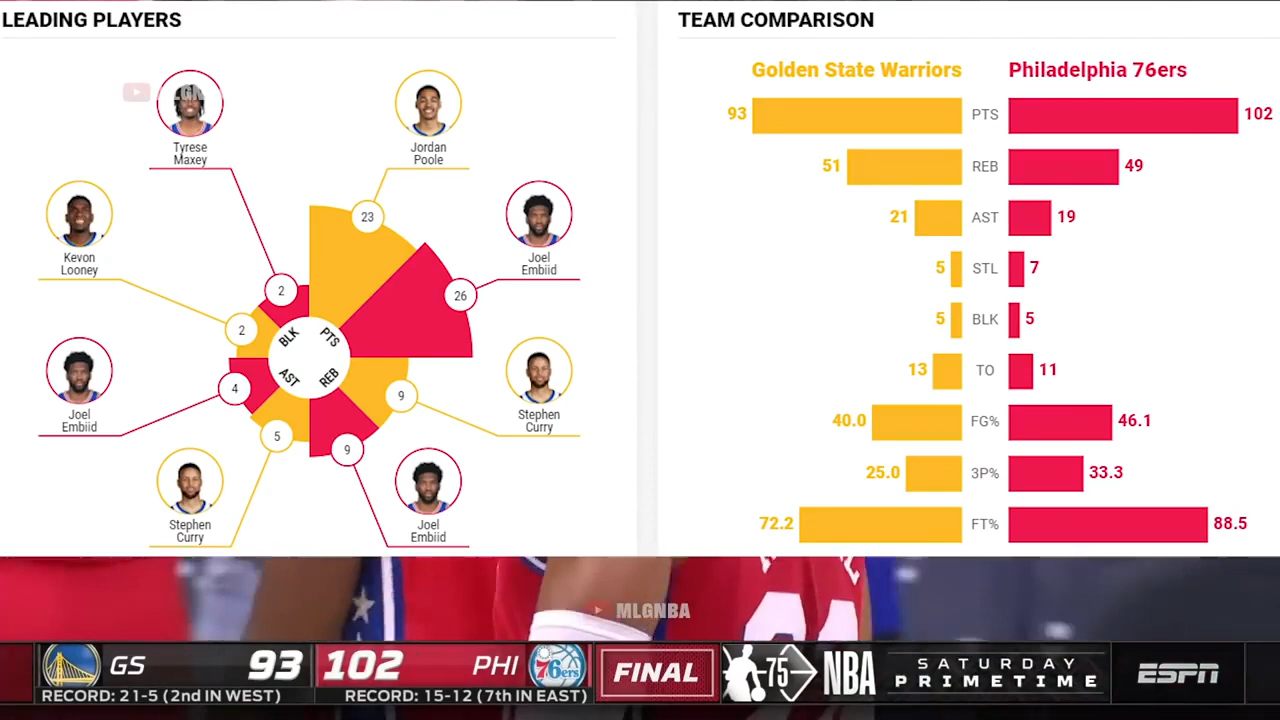 LEADING PLAYERS
Tyrese
Maxey
Jordan
Poole
Kevon
Looney
Joel
Embiid
Joel
Embiid
Stephen
Curry
Stephen
Curry
Joel
Embiid
23
26
2
2
4
5
9
9
BLK
PTS
AST
REB
TEAM COMPARISON
Golden State Warriors Philadelphia 76ers
93 PTS 102
51 REB 49
21 AST 19
5 STL 7
5 BLK 5
13 TO 11
40.0 FG% 46.1
25.0 3P% 33.3
72.2 FT% 88.5
MLGNBA
GS 93 102 PHI 76ers FINAL 75 NBA SATURDAY
PRIMETIME ESPN
RECORD: 21-5 (2nd IN WEST) RECORD: 15-12 (7th IN EAST)